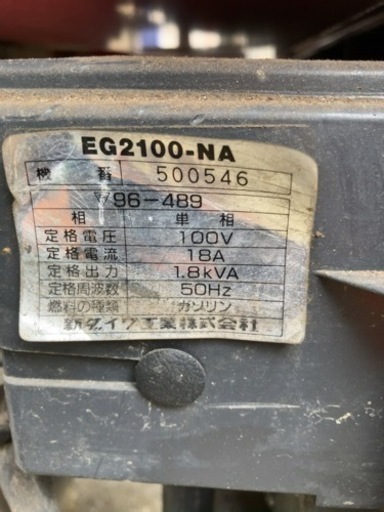 EG2100-NA
機番 500546
▽96-489
相 単相
定格電圧 100V
定格電流 18A
定格出力 1.8kVA
定格周波数 50Hz
燃料の種類 ガソリン
新ダイワ工業株式会社